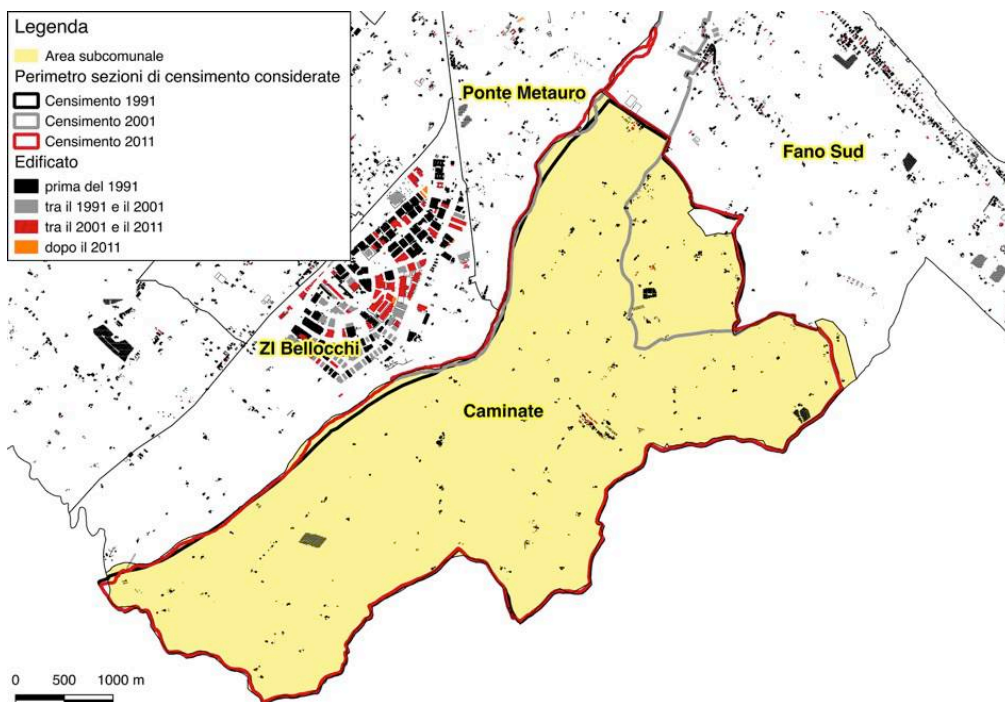 Legenda
Area subcomunale
Perimetro sezioni di censimento considerate
Censimento 1991
Censimento 2001
Censimento 2011
Edificato
prima del 1991
tra il 1991 e il 2001
tra il 2001 e il 2011
dopo il 2011
Ponte Metauro
Fano Sud
ZI Bellocchi
Caminate
0 500 1000 m